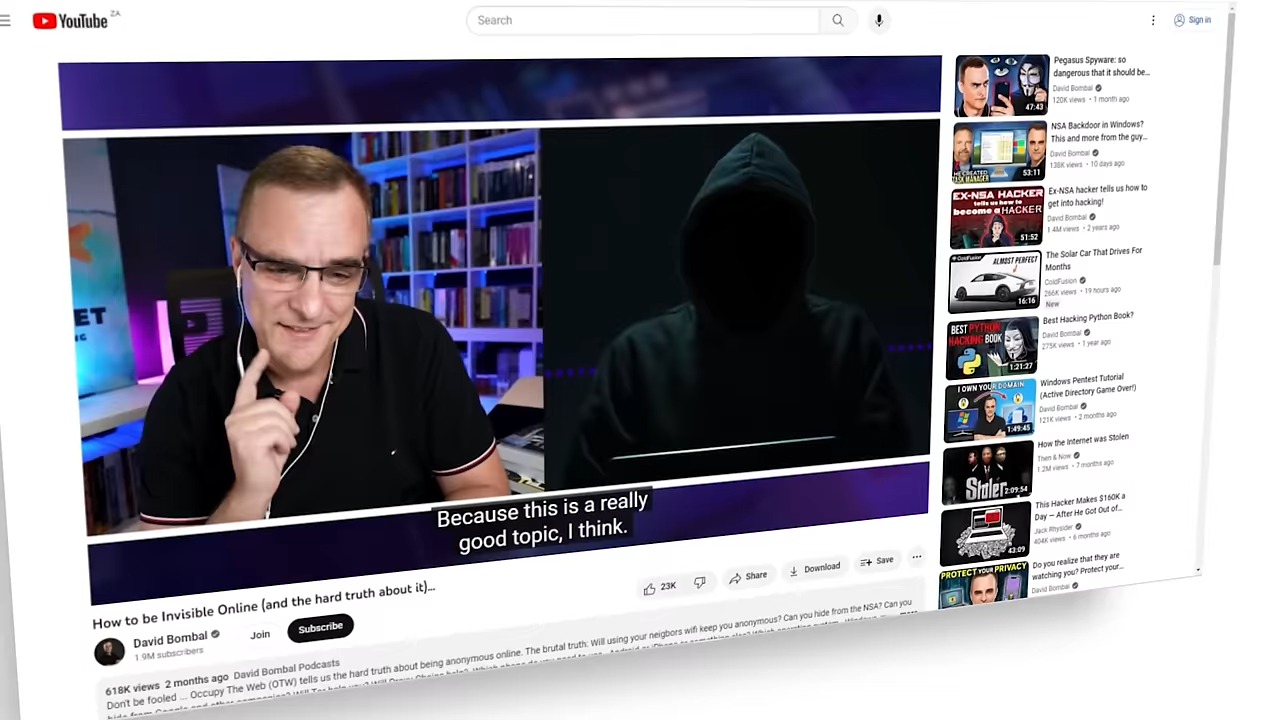 YouTube ZA
Search
Sign in
Because this is a really
good topic, I think.
How to be Invisible Online (and the hard truth about it)...
David Bombal
1.9M subscribers
Join
Subscribe
23K
Share
Download
Save
618K views 2 months ago David Bombal Podcasts
Don't be fooled ... Occupy The Web (OTW) tells us the hard truth about being anonymous online. The brutal truth: Will using your neigbors wifi keep you anonymous? Can you hide from the NSA? Can you
Pegasus Spyware: so
dangerous that it should be...
David Bombal
120K views • 1 month ago
47:43
NSA Backdoor in Windows?
This and more from the guy...
David Bombal
138K views • 10 days ago
HE CREATED
TASK MANAGER
53:11
EX-NSA HACKER
tells us how to
become a HACKER
51:52
Ex-NSA hacker tells us how to
get into hacking!
David Bombal
1.4M views • 2 years ago
ColdFusion
ALMOST PERFECT
16:16
The Solar Car That Drives For
Months
ColdFusion
266K views • 19 hours ago
New
BEST PYTHON
HACKING BOOK
1:21:27
Best Hacking Python Book?
David Bombal
275K views • 1 year ago
I OWN YOUR DOMAIN
1:49:45
Windows Pentest Tutorial
(Active Directory Game Over!)
David Bombal
121K views • 2 months ago
Stolen
2:09:54
How the Internet was Stolen
Then & Now
1.2M views • 7 months ago
43:09
This Hacker Makes $160K a
Day — After He Got Out of...
Jack Rhysider
404K views • 6 months ago
PROTECT YOUR PRIVACY
Do you realize that they are
watching you? Protect your...
David Bombal